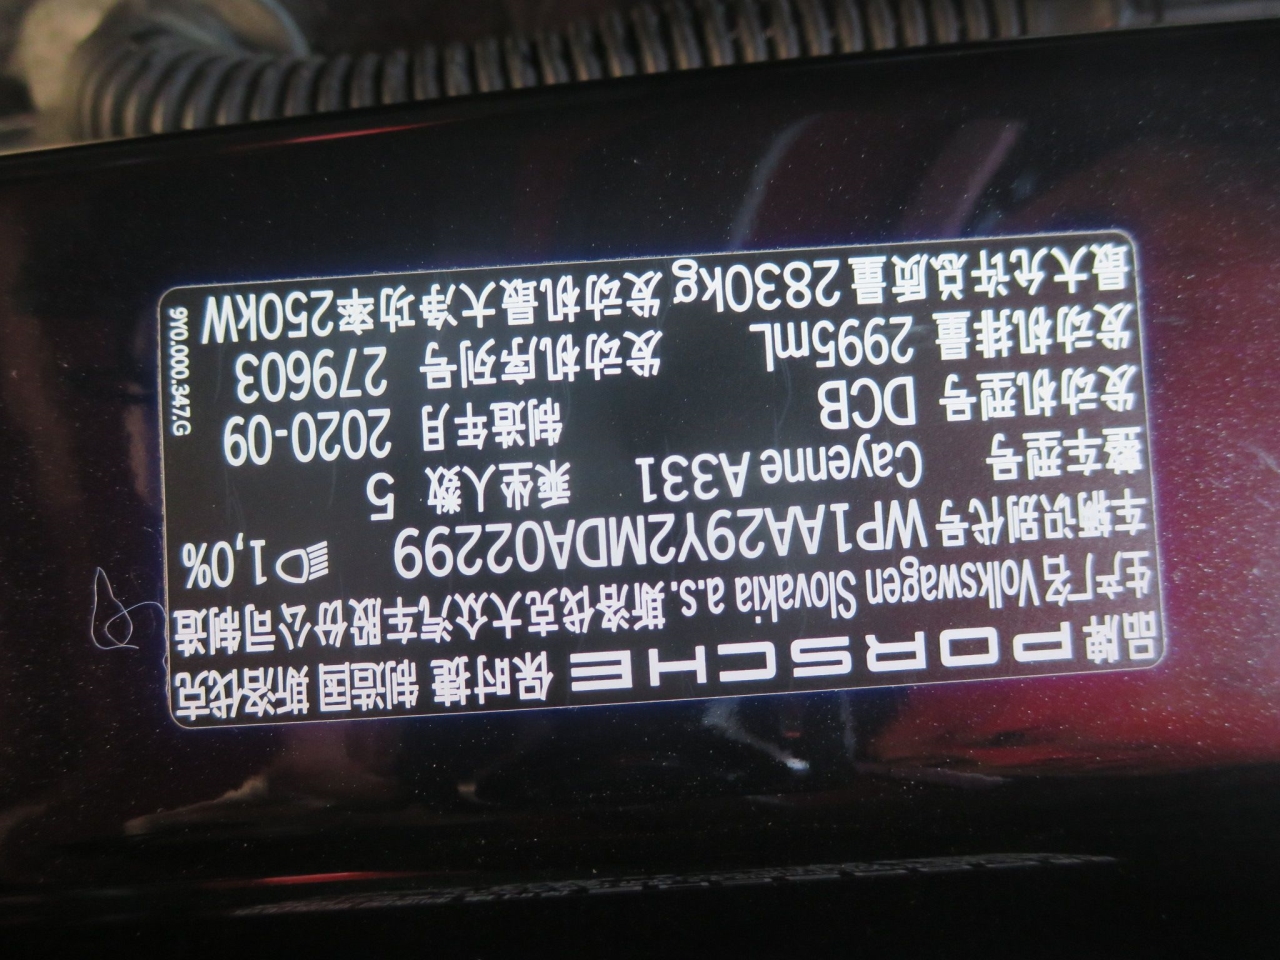 品牌 PORSCHE 保时捷 制造国 斯洛伐克
生产厂名 Volkswagen Slovakia a.s. 斯洛伐克大众汽车股份公司制造
车辆识别代号 WP1AA29Y2MDA02299 1,0%
整车型号 Cayenne A331 乘坐人数 5
发动机型号 DCB 制造年月 2020-09
发动机排量 2995mL 发动机序列号 279603
最大允许总质量 2830kg 发动机最大净功率 250kW
9Y0.000.347.G